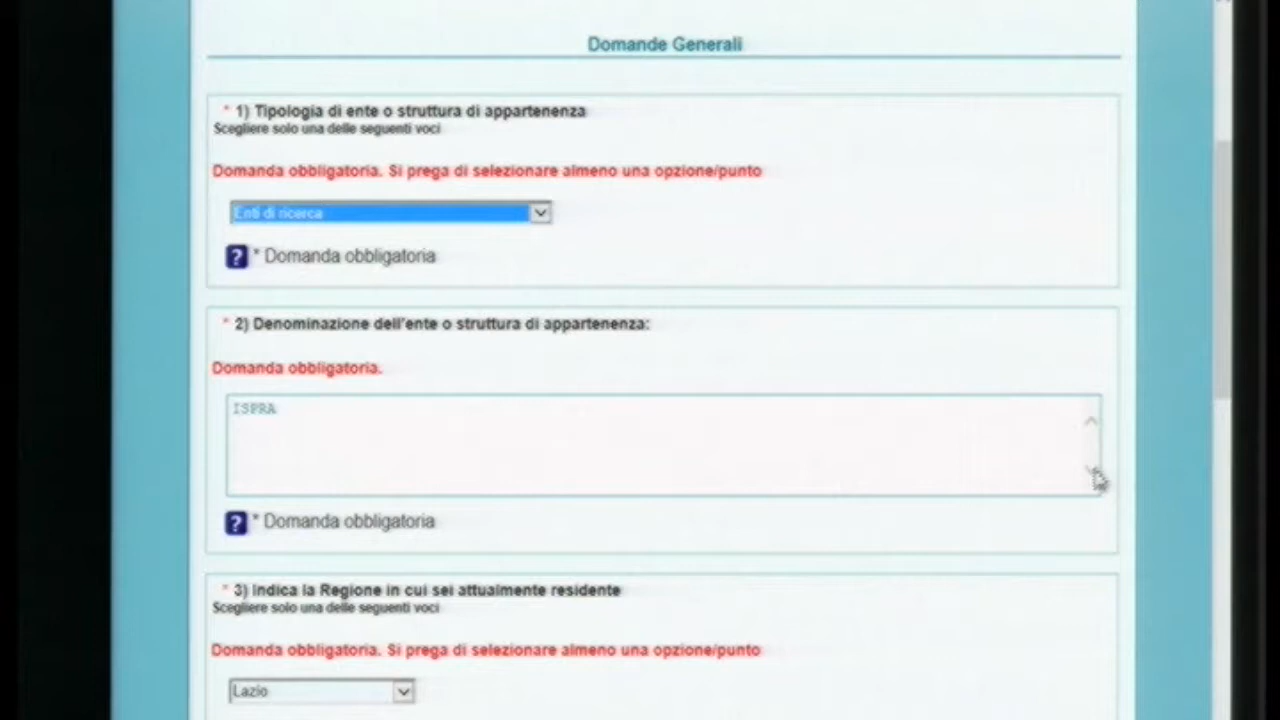 Domande Generali
* 1) Tipologia di ente o struttura di appartenenza
Scegliere solo una delle seguenti voci
Domanda obbligatoria. Si prega di selezionare almeno una opzione/punto
Enti di ricerca
? * Domanda obbligatoria
* 2) Denominazione dell'ente o struttura di appartenenza:
Domanda obbligatoria.
ISPRA
? * Domanda obbligatoria
* 3) Indica la Regione in cui sei attualmente residente
Scegliere solo una delle seguenti voci
Domanda obbligatoria. Si prega di selezionare almeno una opzione/punto
Lazio